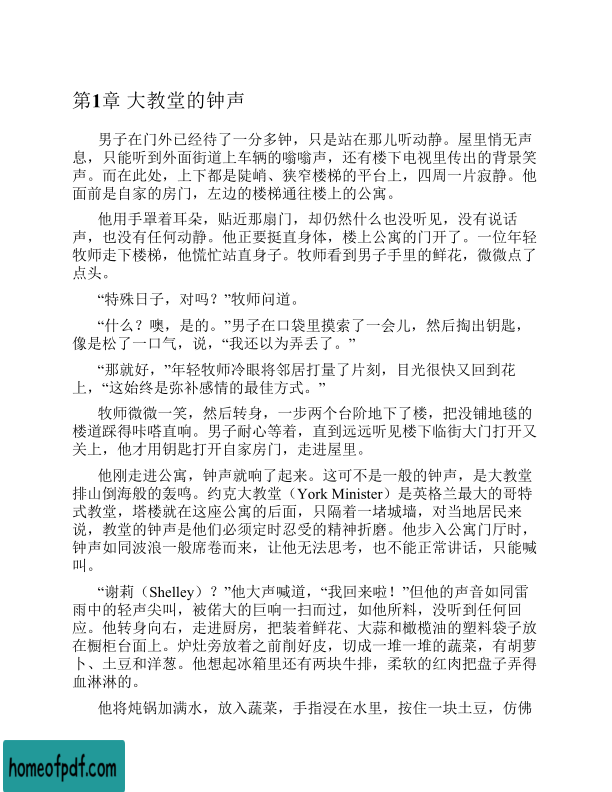 第1章 大教堂的钟声
男子在门外已经待了一分多钟，只是站在那儿听动静。屋里悄无声
息，只能听到外面街道上车辆的嗡嗡声，还有楼下电视里传出的背景笑
声。而在此处，上下都是陡峭、狭窄楼梯的平台上，四周一片寂静。他
面前是自家的房门，左边的楼梯通往楼上的公寓。
他用手罩着耳朵，贴近那扇门，却仍然什么也没听见，没有说话
声，也没有任何动静。他正要挺直身体，楼上公寓的门开了。一位年轻
牧师走下楼梯，他慌忙站直身子。牧师看到男子手里的鲜花，微微点了
点头。
“特殊日子，对吗？”牧师问道。
“什么？噢，是的。”男子在口袋里摸索了一会儿，然后掏出钥匙，
像是松了一口气，说，“我还以为弄丢了。”
“那就好，”年轻牧师冷眼将邻居打量了片刻，目光很快又回到花
上，“这始终是弥补感情的最佳方式。”
牧师微微一笑，然后转身，一步两个台阶地下了楼，把没铺地毯的
楼道踩得咔嗒直响。男子耐心等着，直到远远听见楼下临街大门打开又
关上，他才用钥匙打开自家房门，走进屋里。
他刚走进公寓，钟声就响了起来。这可不是一般的钟声，是大教堂
排山倒海般的轰鸣。约克大教堂（York Minister）是英格兰最大的哥特
式教堂，塔楼就在这座公寓的后面，只隔着一堵城墙，对当地居民来
说，教堂的钟声是他们必须定时忍受的精神折磨。他步入公寓门厅时，
钟声如同波浪一般席卷而来，让他无法思考，也不能正常讲话，只能喊
叫。
“谢莉（Shelley）？”他大声喊道，“我回来啦！”但他的声音如同雷
雨中的轻声尖叫，被偌大的巨响一扫而过，如他所料，没听到任何回
应。他转身向右，走进厨房，把装着鲜花、大蒜和橄榄油的塑料袋子放
在橱柜台面上。炉灶旁放着之前削好皮，切成一堆一堆的蔬菜，有胡萝
卜、土豆和洋葱。他想起冰箱里还有两块牛排，柔软的红肉把盘子弄得
血淋淋的。
他将炖锅加满水，放入蔬菜，手指浸在水里，按住一块土豆，仿佛
homeofpdf.com